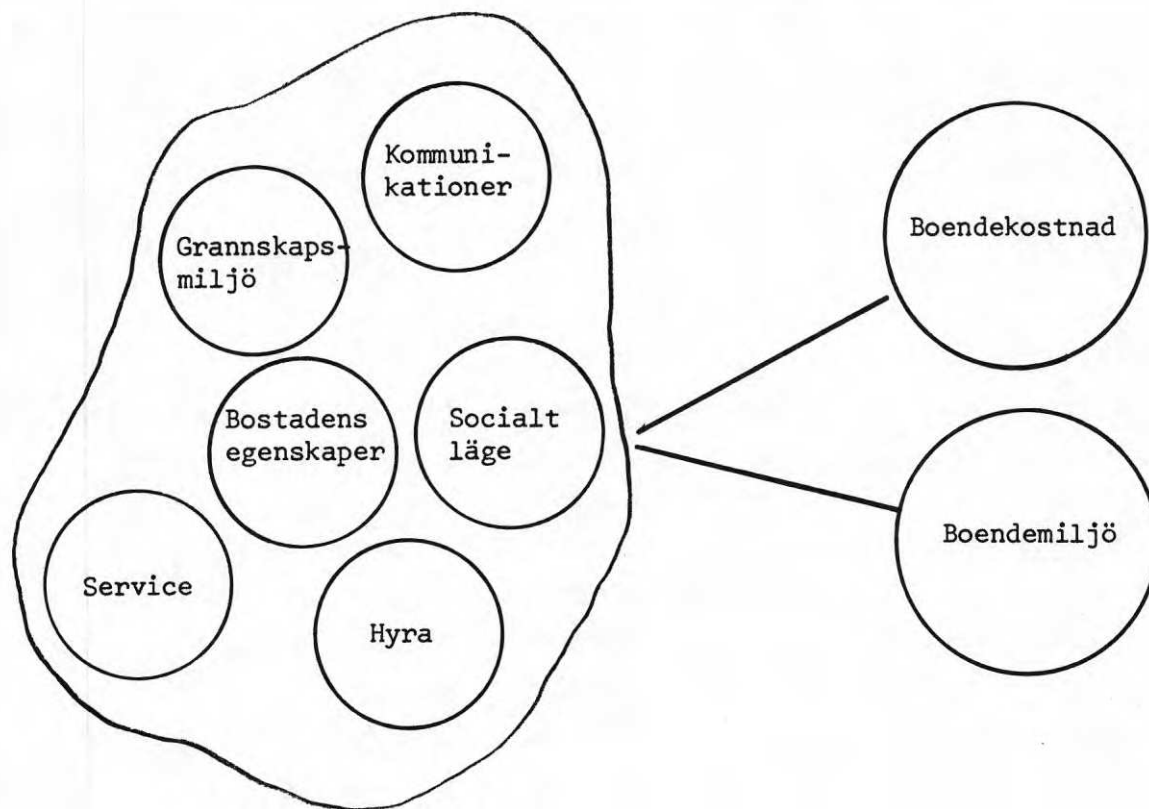 Kommuni-
kationer
Grannskaps-
miljö
Bostadens
egenskaper
Socialt
läge
Service
Hyra
Boendekostnad
Boendemiljö